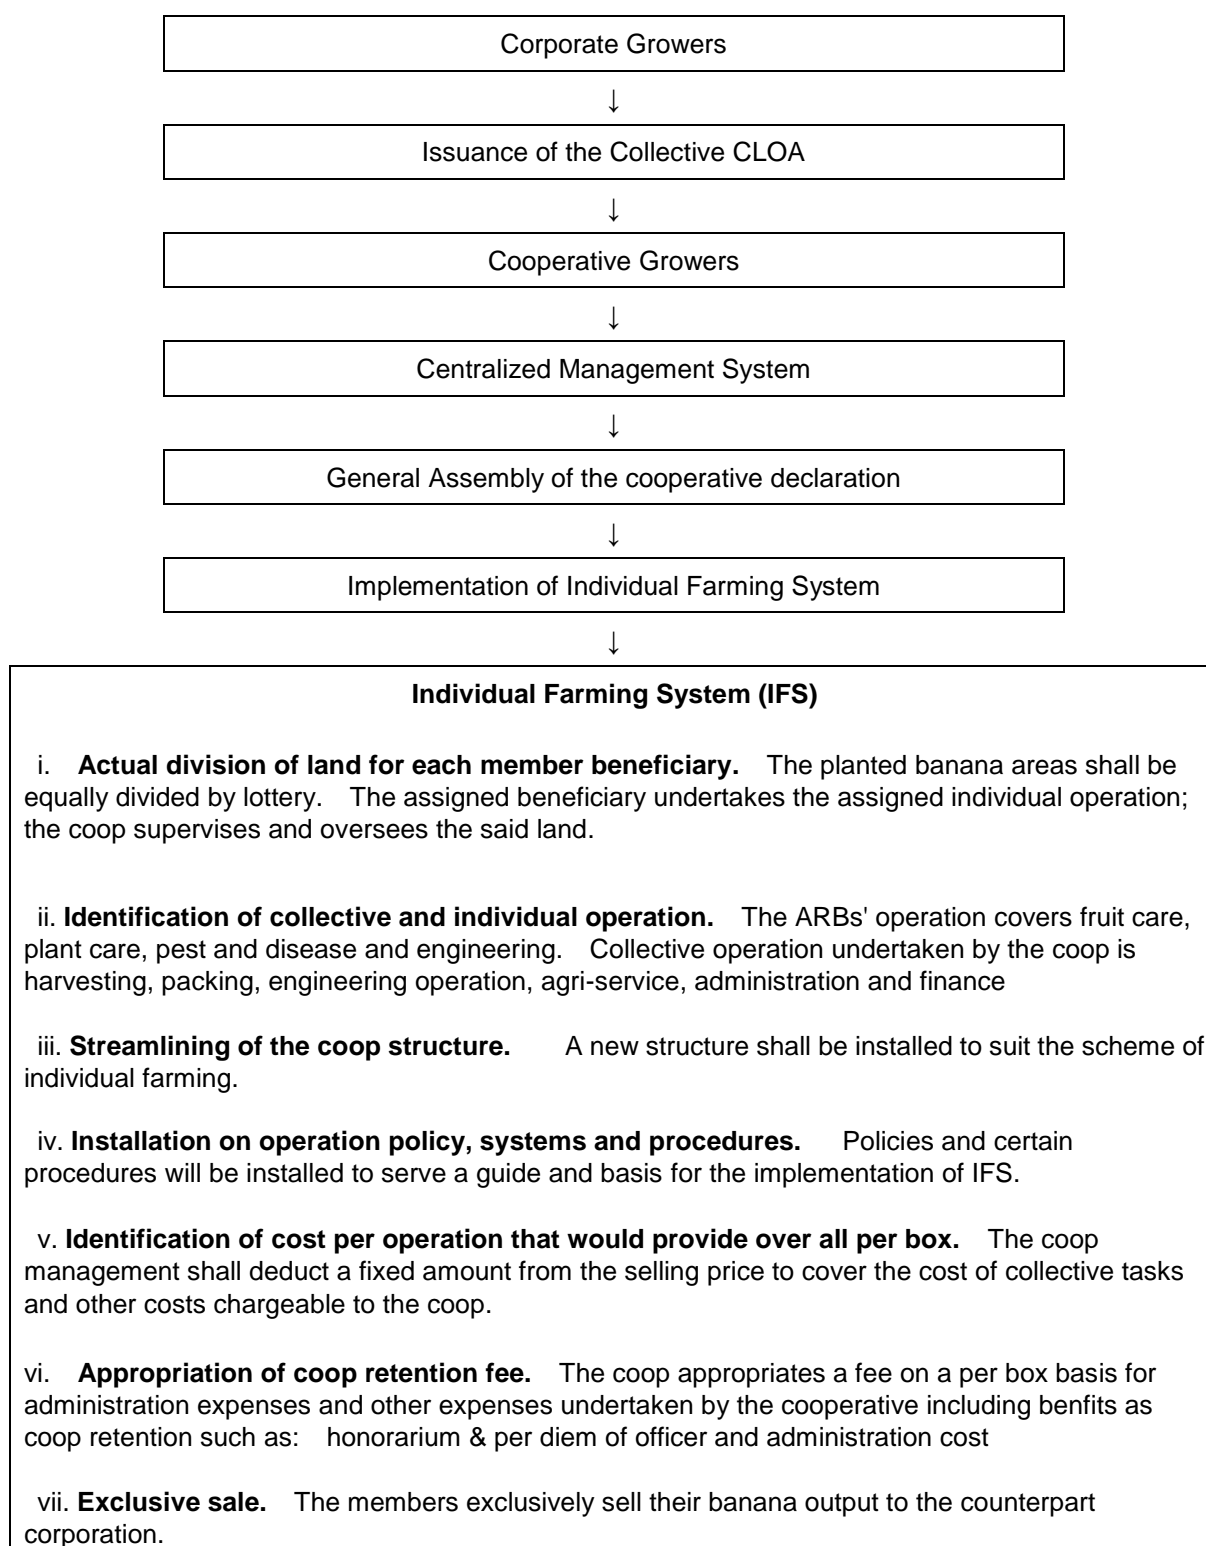 Corporate Growers
↓
Issuance of the Collective CLOA
↓
Cooperative Growers
↓
Centralized Management System
↓
General Assembly of the cooperative declaration
↓
Implementation of Individual Farming System
↓
Individual Farming System (IFS)
i. Actual division of land for each member beneficiary. The planted banana areas shall be
equally divided by lottery. The assigned beneficiary undertakes the assigned individual operation;
the coop supervises and oversees the said land.
ii. Identification of collective and individual operation. The ARBs' operation covers fruit care,
plant care, pest and disease and engineering. Collective operation undertaken by the coop is
harvesting, packing, engineering operation, agri-service, administration and finance
iii. Streamlining of the coop structure. A new structure shall be installed to suit the scheme of
individual farming.
iv. Installation on operation policy, systems and procedures. Policies and certain
procedures will be installed to serve a guide and basis for the implementation of IFS.
v. Identification of cost per operation that would provide over all per box. The coop
management shall deduct a fixed amount from the selling price to cover the cost of collective tasks
and other costs chargeable to the coop.
vi. Appropriation of coop retention fee. The coop appropriates a fee on a per box basis for
administration expenses and other expenses undertaken by the cooperative including benfits as
coop retention such as: honorarium & per diem of officer and administration cost
vii. Exclusive sale. The members exclusively sell their banana output to the counterpart
corporation.